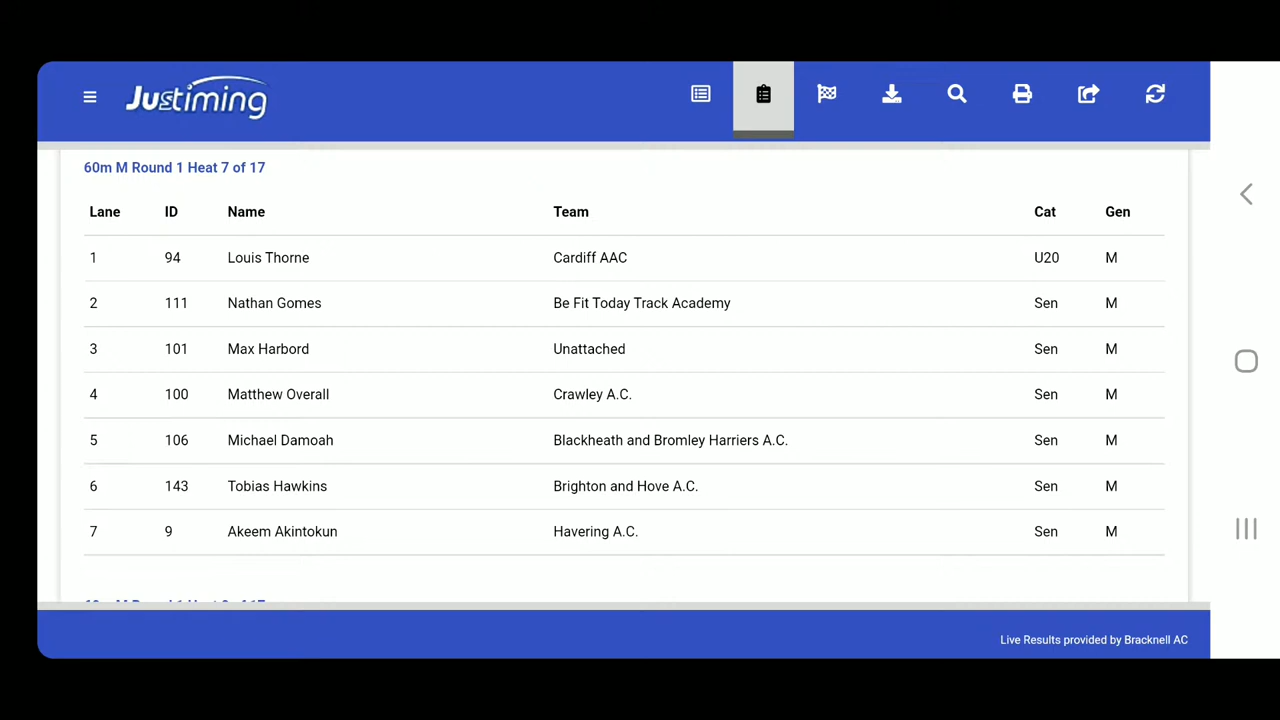 Justiming
60m M Round 1 Heat 7 of 17
Lane ID Name Team Cat Gen
1 94 Louis Thorne Cardiff AAC U20 M
2 111 Nathan Gomes Be Fit Today Track Academy Sen M
3 101 Max Harbord Unattached Sen M
4 100 Matthew Overall Crawley A.C. Sen M
5 106 Michael Damoah Blackheath and Bromley Harriers A.C. Sen M
6 143 Tobias Hawkins Brighton and Hove A.C. Sen M
7 9 Akeem Akintokun Havering A.C. Sen M
Live Results provided by Bracknell AC